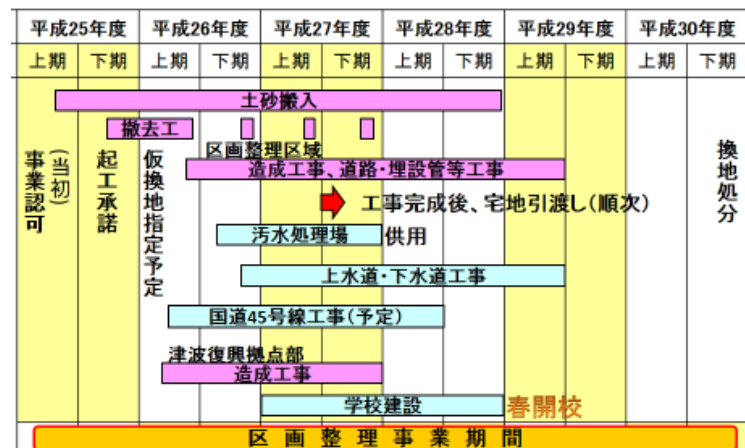 平成25年度 平成26年度 平成27年度 平成28年度 平成29年度 平成30年度
上期 下期 上期 下期 上期 下期 上期 下期 上期 下期 上期 下期
土砂搬入
撤去工
事業認可
(当初)
起工承諾
仮換地指定予定
換地処分
区画整理区域
造成工事、道路・埋設管等工事
工事完成後、宅地引渡し(順次)
汚水処理場 供用
上水道・下水道工事
国道45号線工事(予定)
津波復興拠点部
造成工事
学校建設 春開校
区画整理事業期間